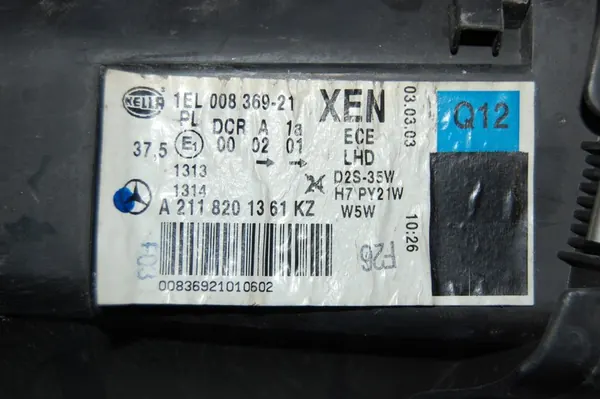 HELLA
1EL 008 369-21
XEN
03.03.03
Q12
PL DCR A 1a
ECE
37,5 E1 00 02 01
LHD
1313
D2S-35W
1314
24
H7 PY21W
A 211 820 13 61 KZ
W5W
10:26
F03
F26
00836921010602